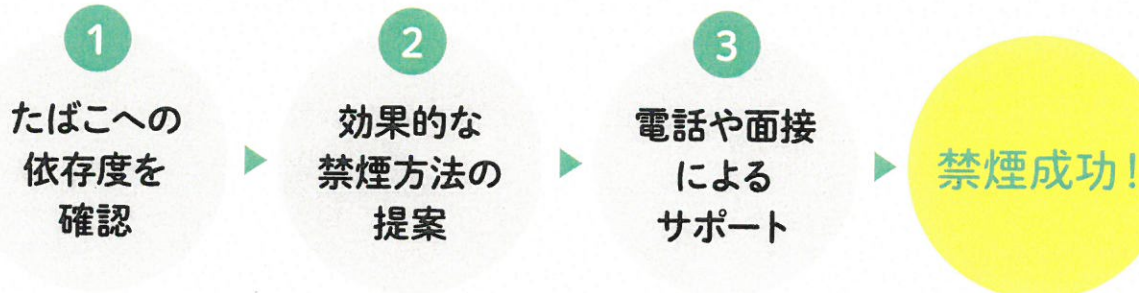 1
たばこへの
依存度を
確認
2
効果的な
禁煙方法の
提案
3
電話や面接
による
サポート
禁煙成功!